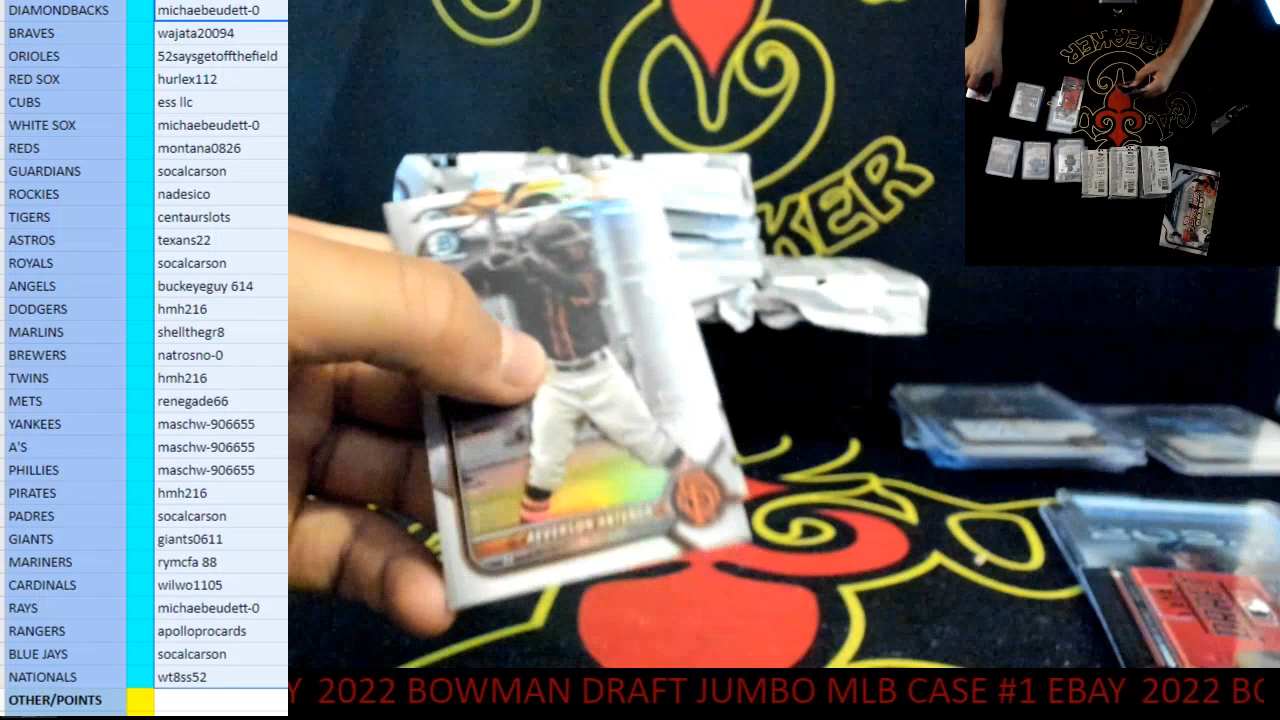 DIAMONDBACKS michaebeudett-0
BRAVES wajata20094
ORIOLES 52saysgetoffthefield
RED SOX hurlex112
CUBS ess llc
WHITE SOX michaebeudett-0
REDS montana0826
GUARDIANS socalcarson
ROCKIES nadesico
TIGERS centaurslots
ASTROS texans22
ROYALS socalcarson
ANGELS buckeyeguy 614
DODGERS hmh216
MARLINS shellthegr8
BREWERS natrosno-0
TWINS hmh216
METS renegade66
YANKEES maschw-906655
A'S maschw-906655
PHILLIES maschw-906655
PIRATES hmh216
PADRES socalcarson
GIANTS giants0611
MARINERS rymcfa 88
CARDINALS wilwo1105
RAYS michaebeudett-0
RANGERS apolloprocards
BLUE JAYS socalcarson
NATIONALS wt8ss52
OTHER/POINTS
KER
Y 2022 BOWMAN DRAFT JUMBO MLB CASE #1 EBAY 2022 BO